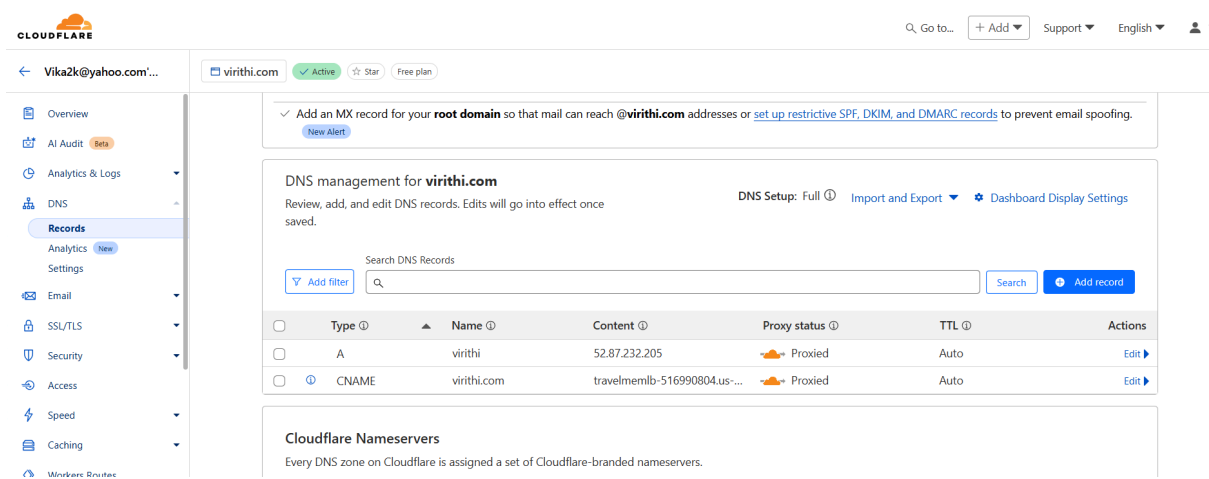 CLOUDFLARE
Go to...
+ Add
Support
English
Vika2k@yahoo.com'...
virithi.com
Active
Star
Free plan
Overview
AI Audit Beta
Analytics & Logs
DNS
Records
Analytics New
Settings
Email
SSL/TLS
Security
Access
Speed
Caching
Workers Routes
Add an MX record for your root domain so that mail can reach @virithi.com addresses or set up restrictive SPF, DKIM, and DMARC records to prevent email spoofing.
New Alert
DNS management for virithi.com
Review, add, and edit DNS records. Edits will go into effect once
saved.
DNS Setup: Full
Import and Export
Dashboard Display Settings
Search DNS Records
Add filter
Search
Add record
Type Name Content Proxy status TTL Actions
A virithi 52.87.232.205 Proxied Auto Edit
CNAME virithi.com travelmemlb-516990804.us-... Proxied Auto Edit
Cloudflare Nameservers
Every DNS zone on Cloudflare is assigned a set of Cloudflare-branded nameservers.